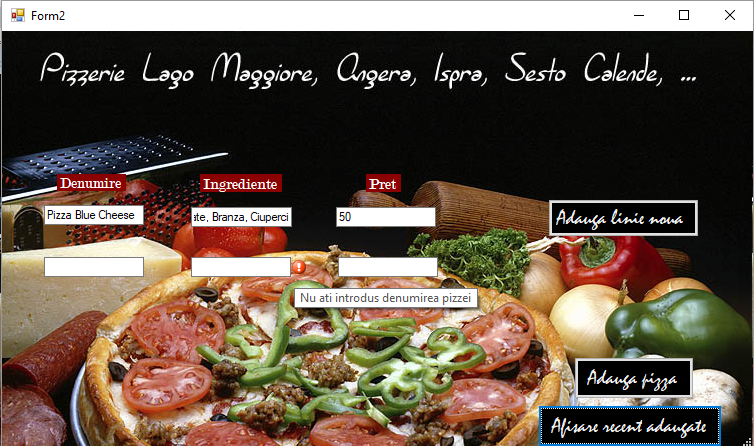 Form2
Pizzerie Lago Maggiore, Angera, Ispra, Sesto Calende, ...
Denumire Ingrediente Pret
Pizza Blue Cheese ate, Branza, Ciuperci 50 Adauga linie noua
Nu ati introdus denumirea pizzei
Adauga pizza
Afisare recent adaugate